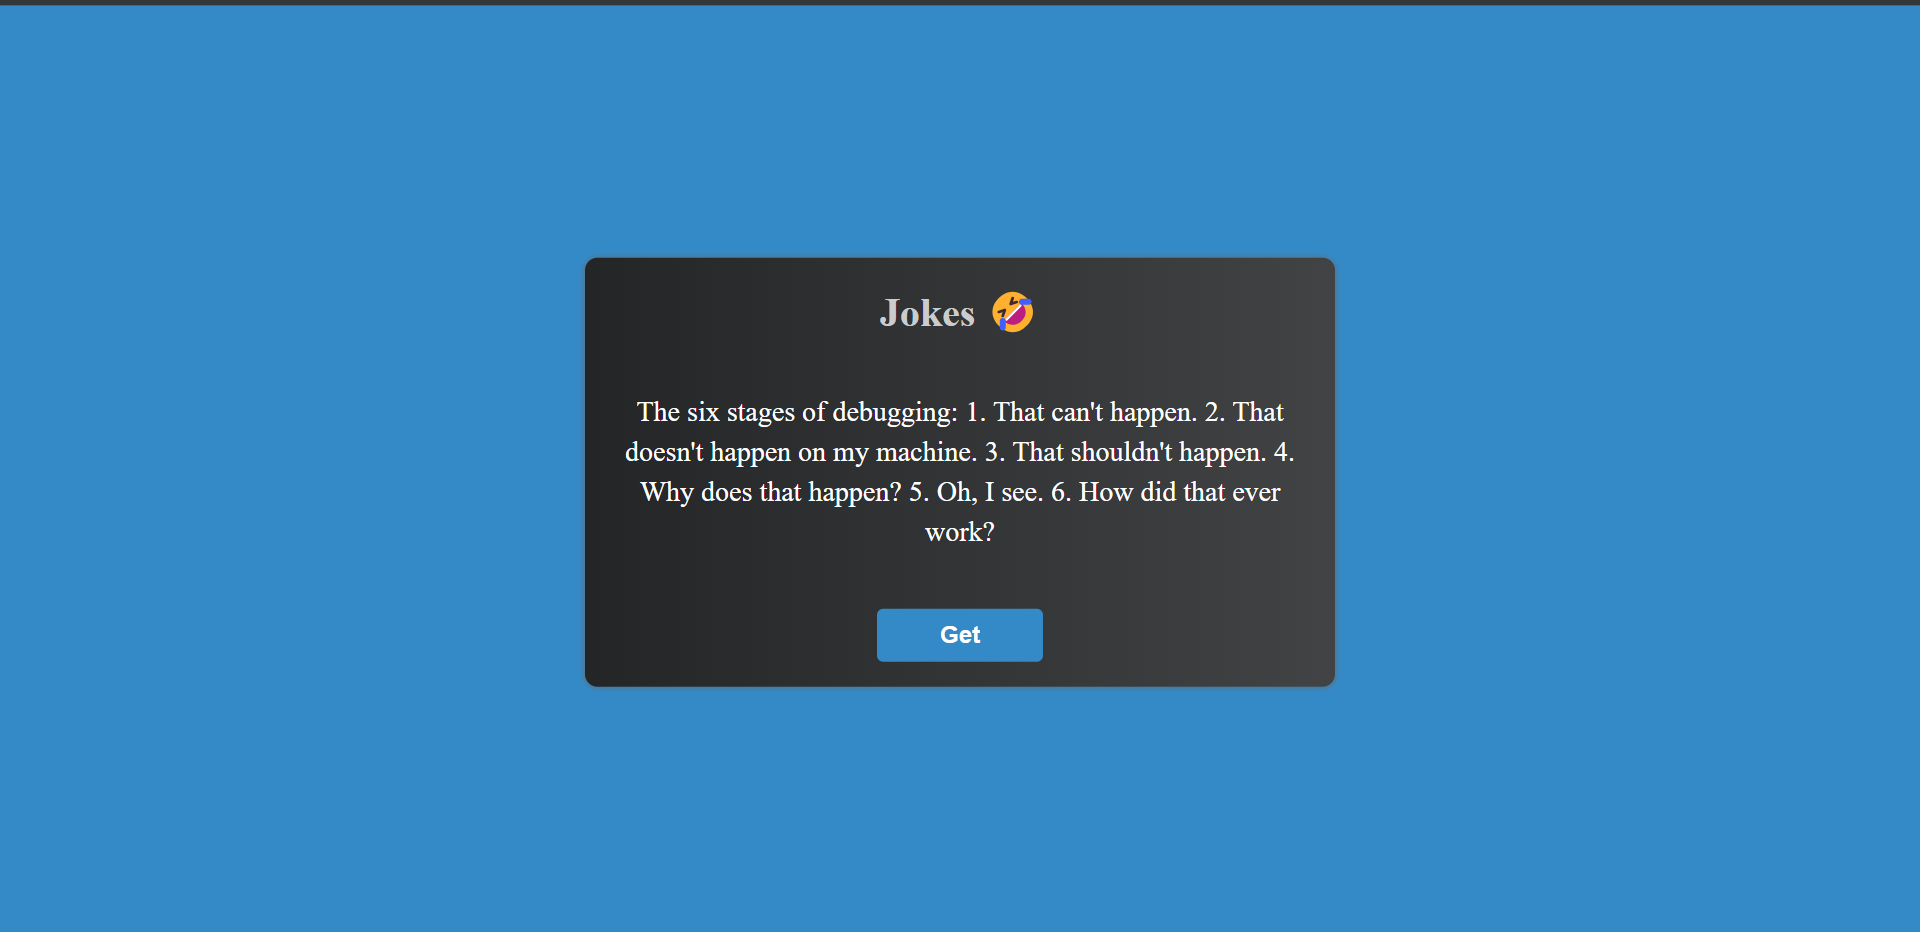 Jokes 🤣
The six stages of debugging: 1. That can't happen. 2. That
doesn't happen on my machine. 3. That shouldn't happen. 4.
Why does that happen? 5. Oh, I see. 6. How did that ever
work?
Get